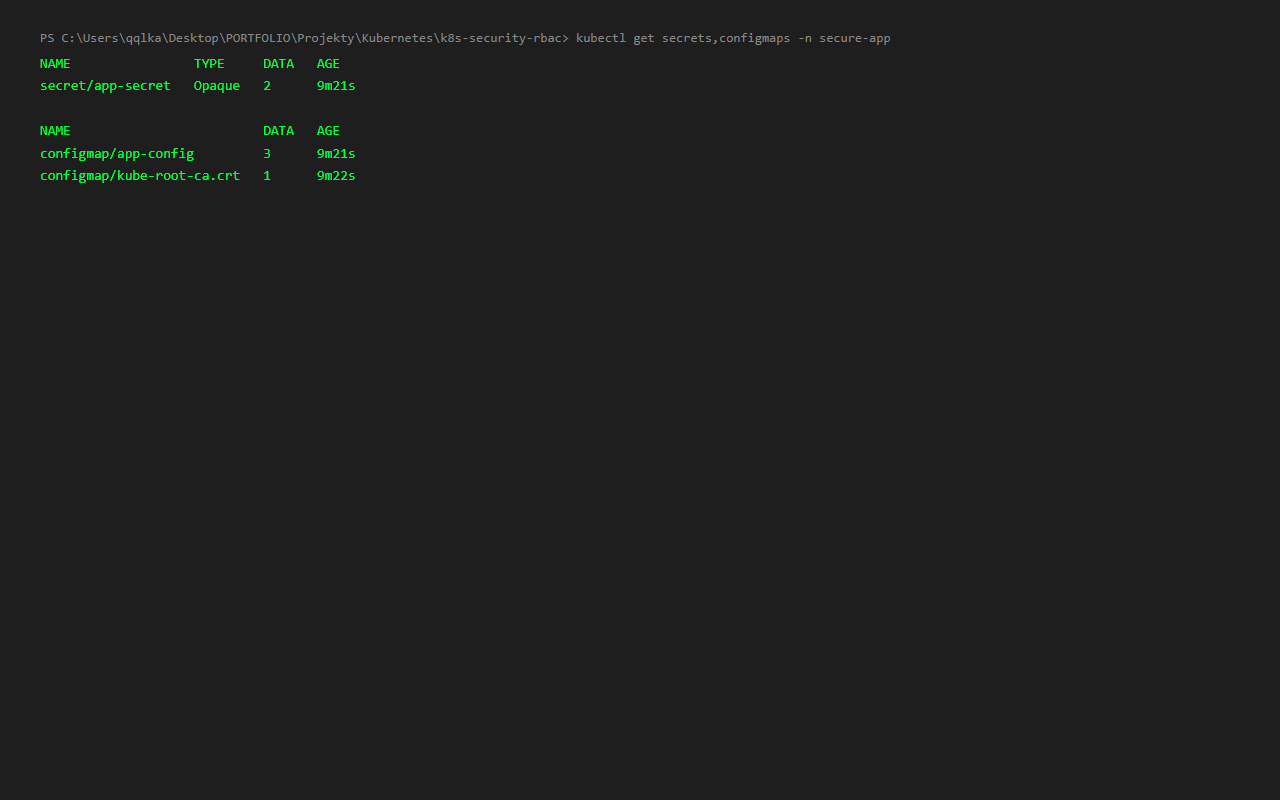 PS C:\Users\qqlka\Desktop\PORTFOLIO\Projekty\Kubernetes\k8s-security-rbac> kubectl get secrets,configmaps -n secure-app
NAME                TYPE     DATA   AGE
secret/app-secret   Opaque   2      9m21s
NAME                         DATA   AGE
configmap/app-config         3      9m21s
configmap/kube-root-ca.crt   1      9m22s